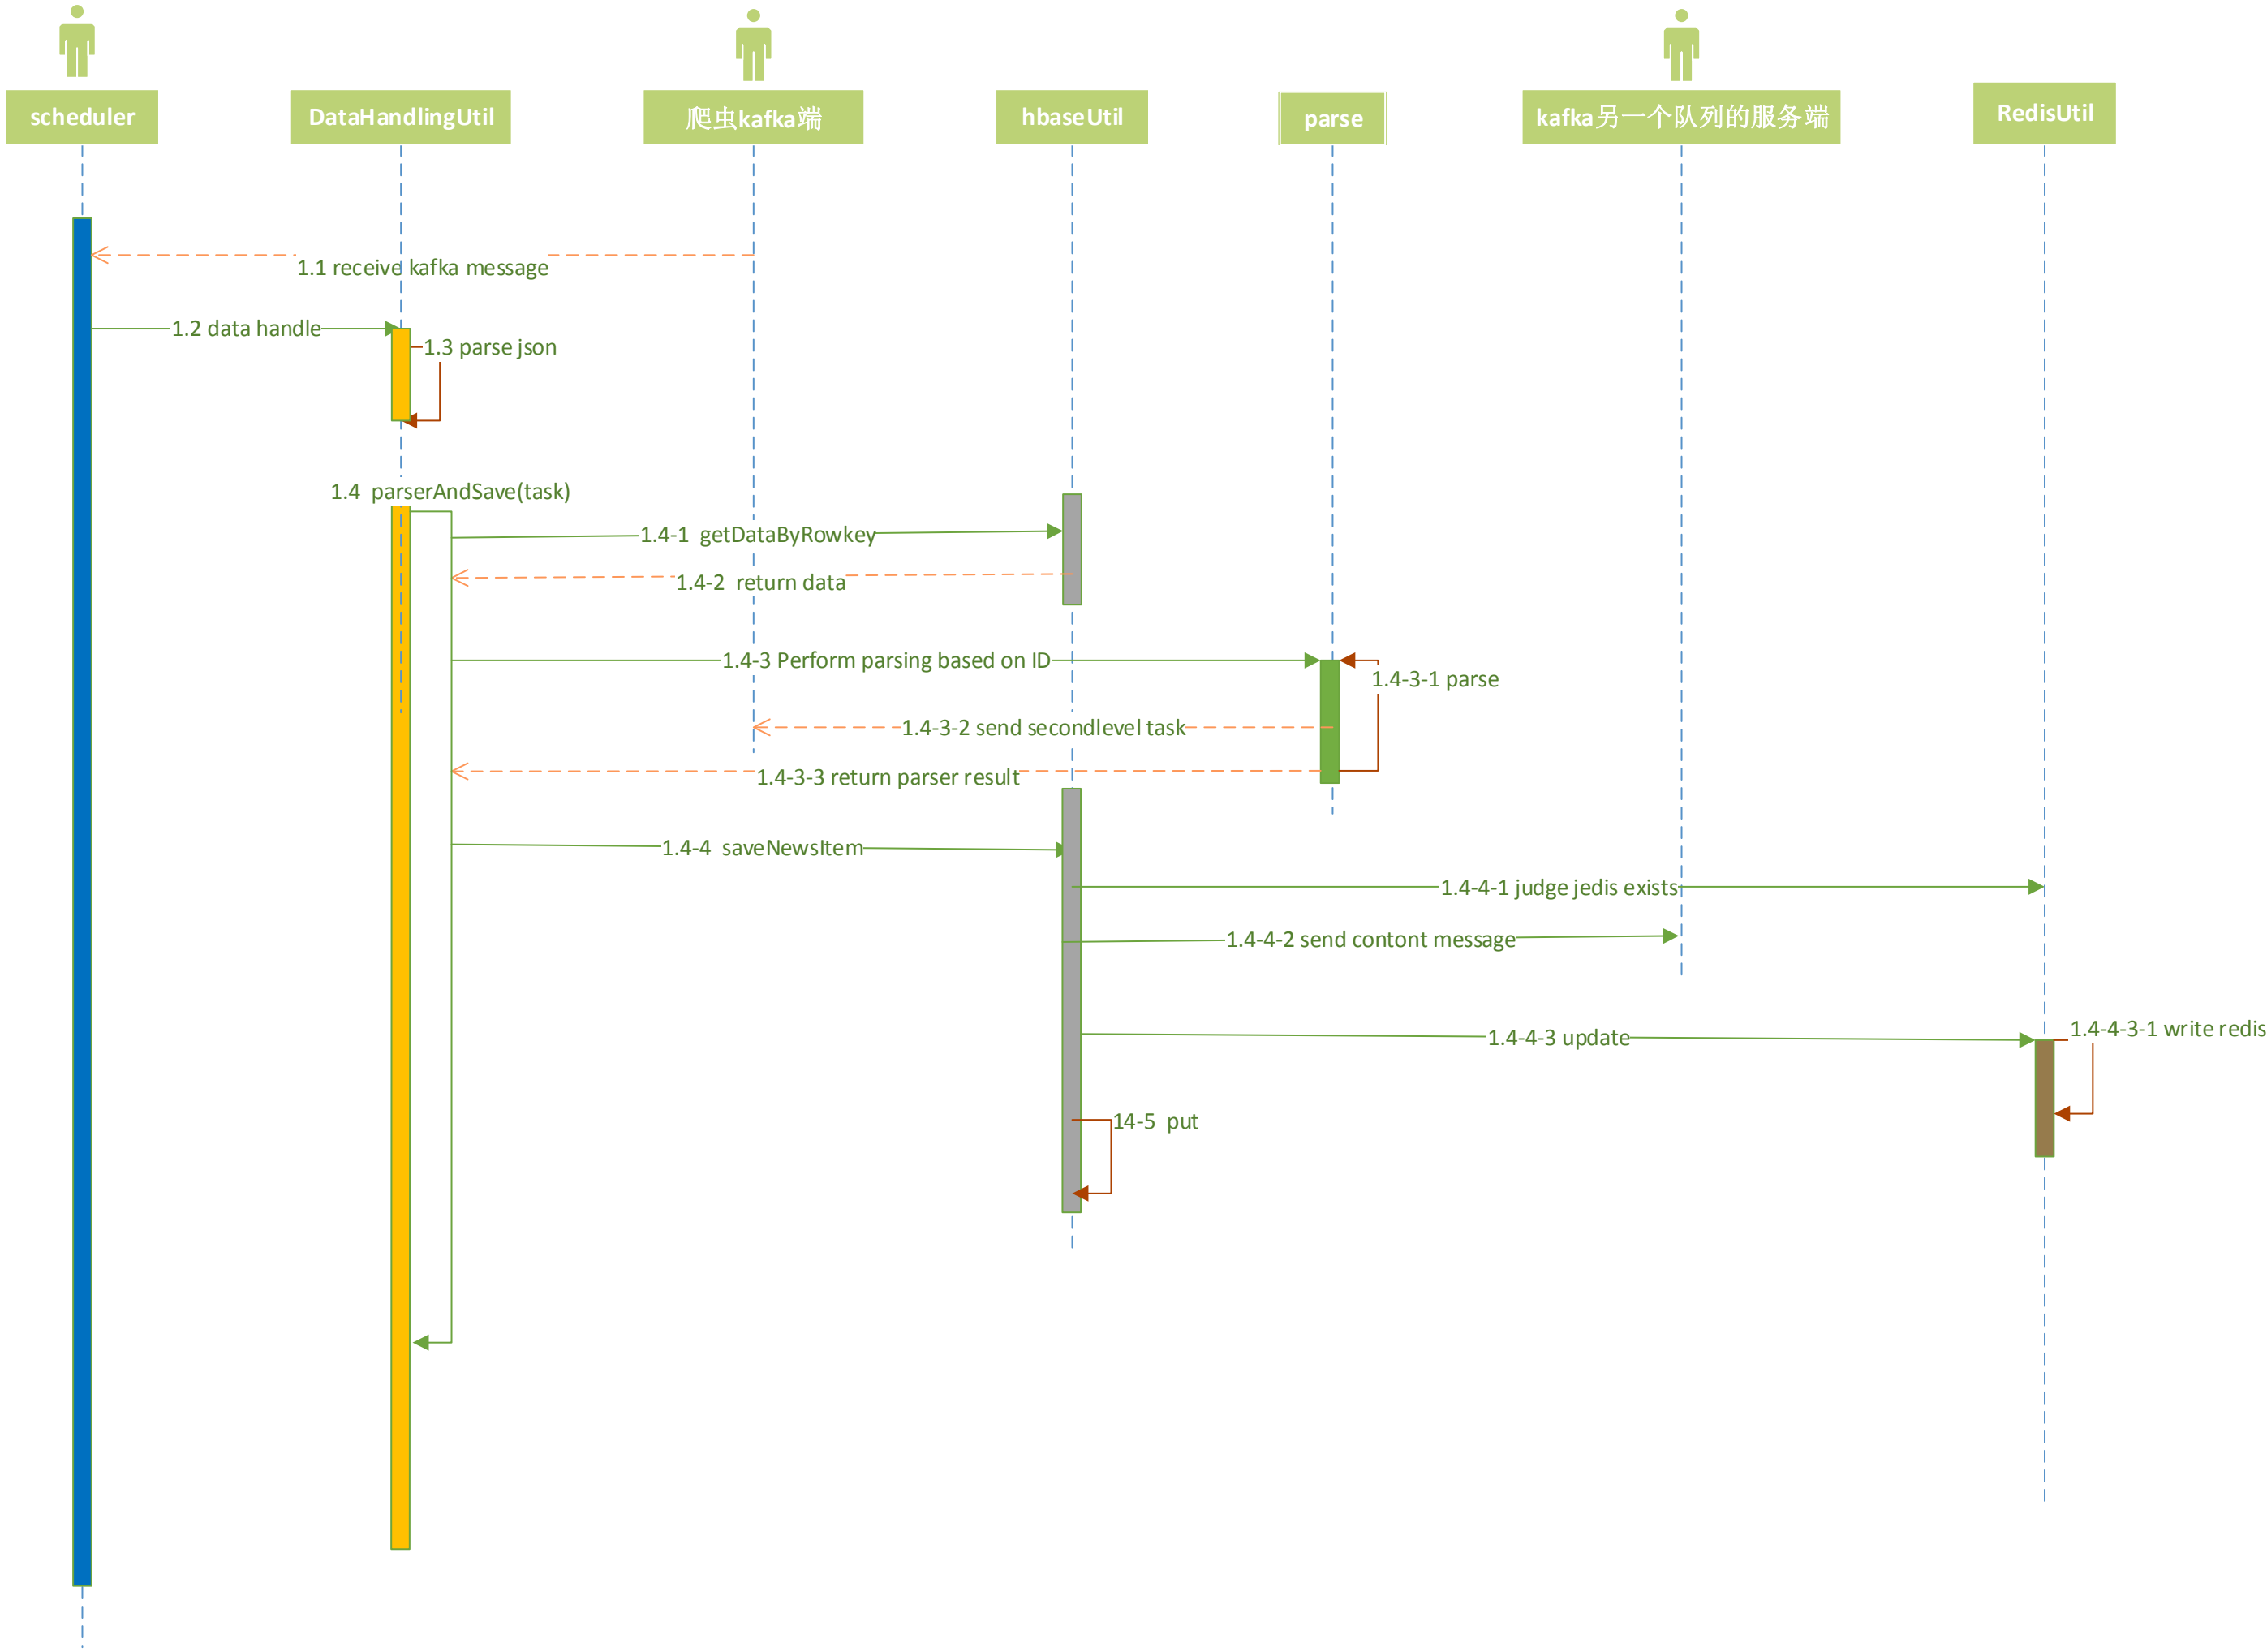 scheduler
DataHandlingUtil
爬虫kafka端
hbaseUtil
parse
kafka另一个队列的服务端
RedisUtil
1.1 receive kafka message
1.2 data handle
1.3 parse json
1.4 parserAndSave(task)
1.4-1 getDataByRowkey
1.4-2 return data
1.4-3 Perform parsing based on ID
1.4-3-1 parse
1.4-3-2 send secondlevel task
1.4-3-3 return parser result
1.4-4 saveNewsItem
1.4-4-1 judge jedis exists
1.4-4-2 send contont message
1.4-4-3 update
1.4-4-3-1 write redis
14-5 put